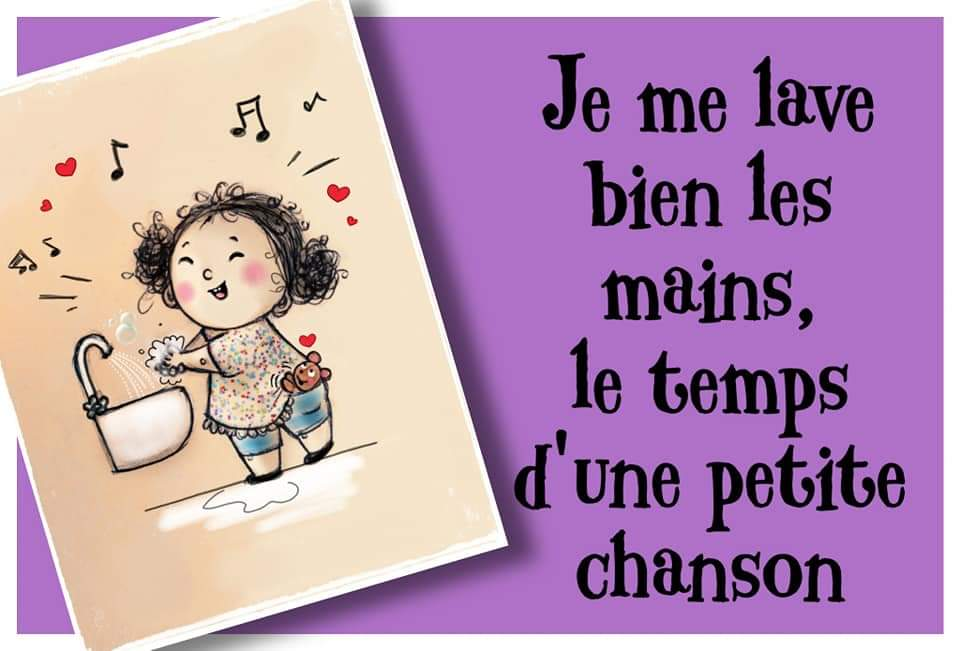 Je me lave
bien les
mains,
le temps
d'une petite
chanson